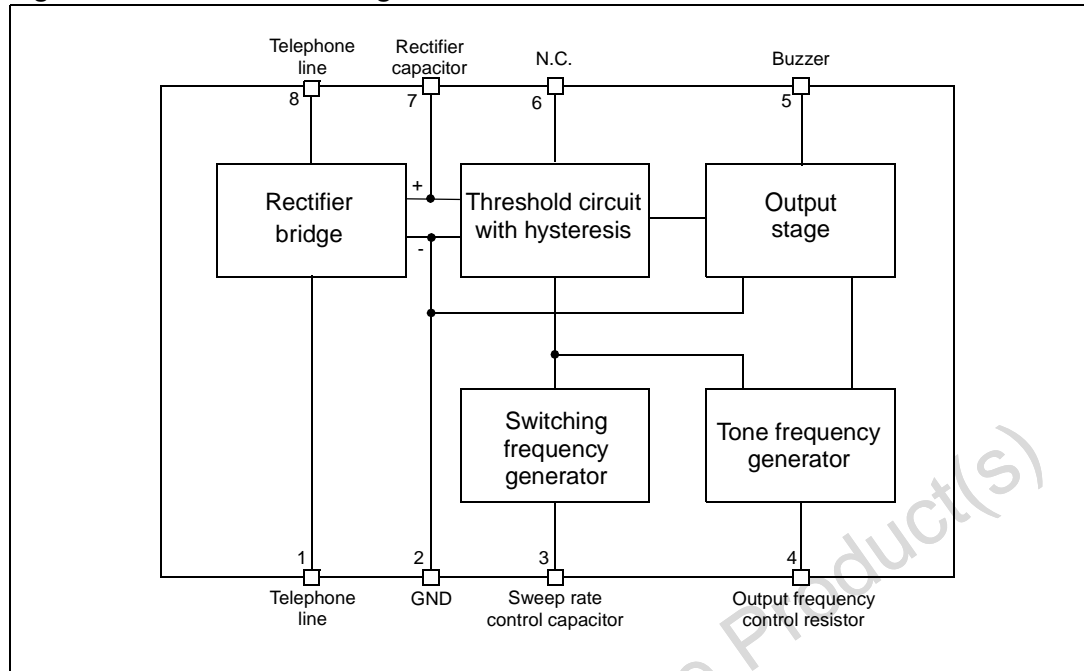 Telephone
line
Rectifier
capacitor
N.C.
Buzzer
8
7
6
5
Rectifier
bridge
+
-
Threshold circuit
with hysteresis
Output
stage
Switching
frequency
generator
Tone frequency
generator
1
2
3
4
Telephone
line
GND
Sweep rate
control capacitor
Output frequency
control resistor
Product(s)